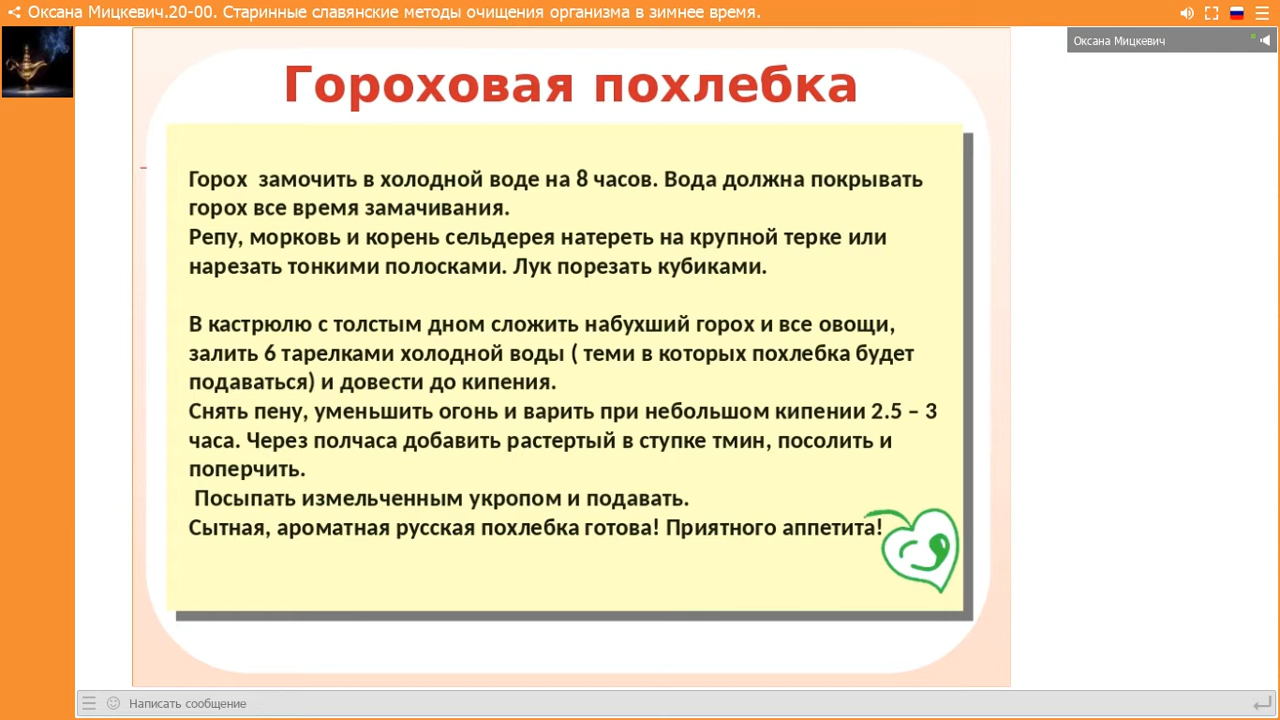 Оксана Мицкевич.20-00. Старинные славянские методы очищения организма в зимнее время.
Оксана Мицкевич
Гороховая похлебка
Горох  замочить в холодной воде на 8 часов. Вода должна покрывать
горох все время замачивания.
Репу, морковь и корень сельдерея натереть на крупной терке или
нарезать тонкими полосками. Лук порезать кубиками.
В кастрюлю с толстым дном сложить набухший горох и все овощи,
залить 6 тарелками холодной воды ( теми в которых похлебка будет
подаваться) и довести до кипения.
Снять пену, уменьшить огонь и варить при небольшом кипении 2.5 – 3
часа. Через полчаса добавить растертый в ступке тмин, посолить и
поперчить.
Посыпать измельченным укропом и подавать.
Сытная, ароматная русская похлебка готова! Приятного аппетита!
Написать сообщение